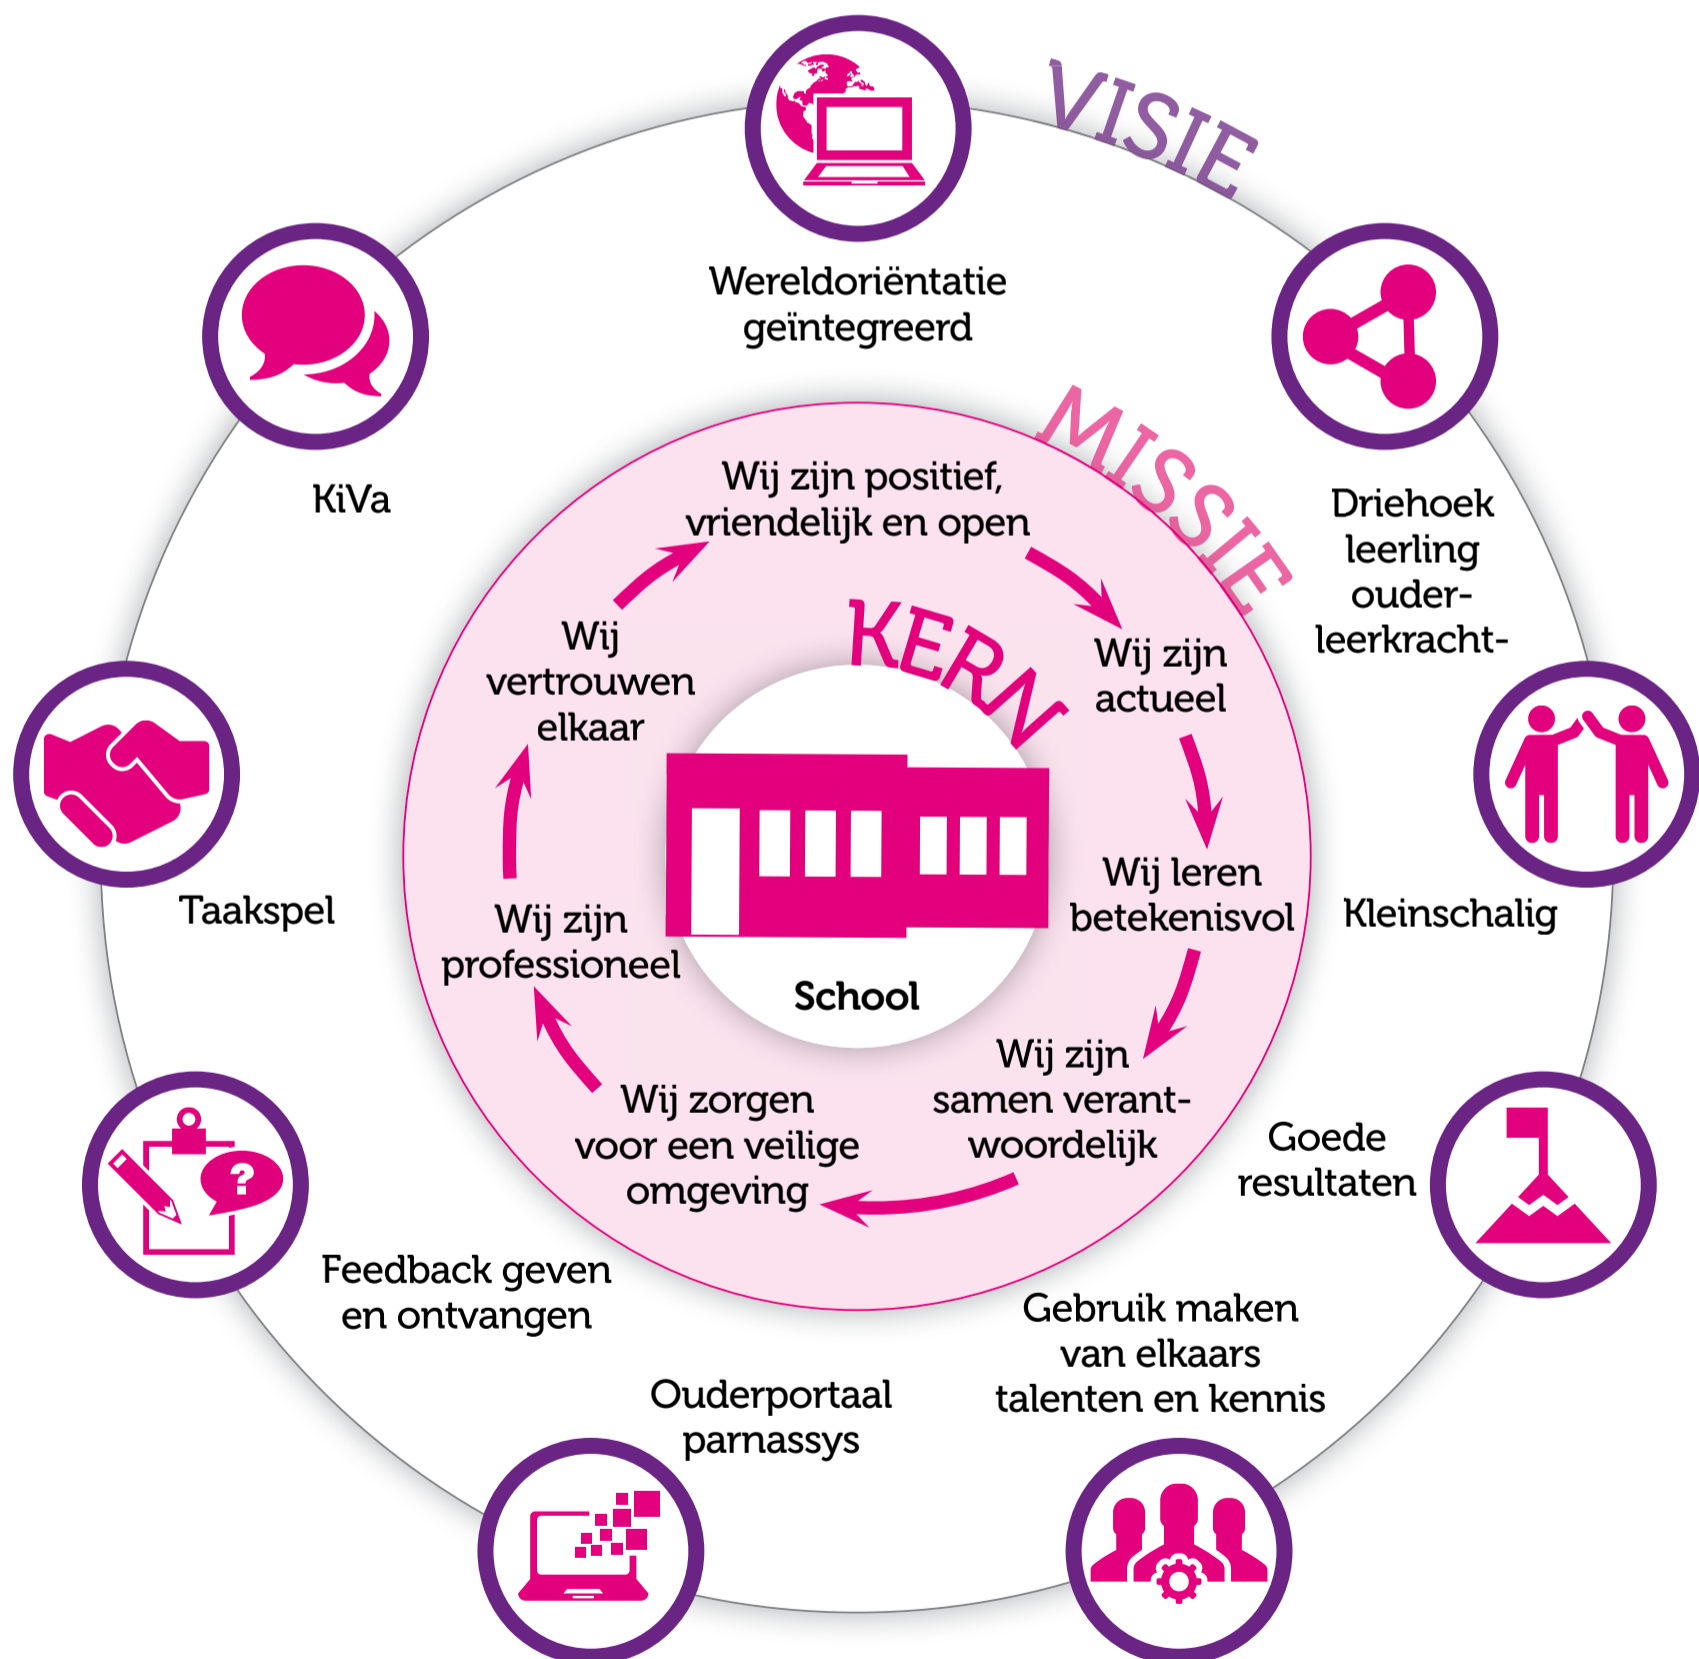 VISIE
Wereldoriëntatie
geïntegreerd
Driehoek
leerling
ouder-
leerkracht-
Kleinschalig
Goede
resultaten
Gebruik maken
van elkaars
talenten en kennis
Ouderportaal
parnassys
?
Feedback geven
en ontvangen
Taakspel
KiVa
MISSIE
Wij zijn positief,
vriendelijk en open
Wij zijn
actueel
Wij leren
betekenisvol
Wij zijn
samen verant-
woordelijk
Wij zorgen
voor een veilige
omgeving
Wij zijn
professioneel
Wij
vertrouwen
elkaar
KERN
School